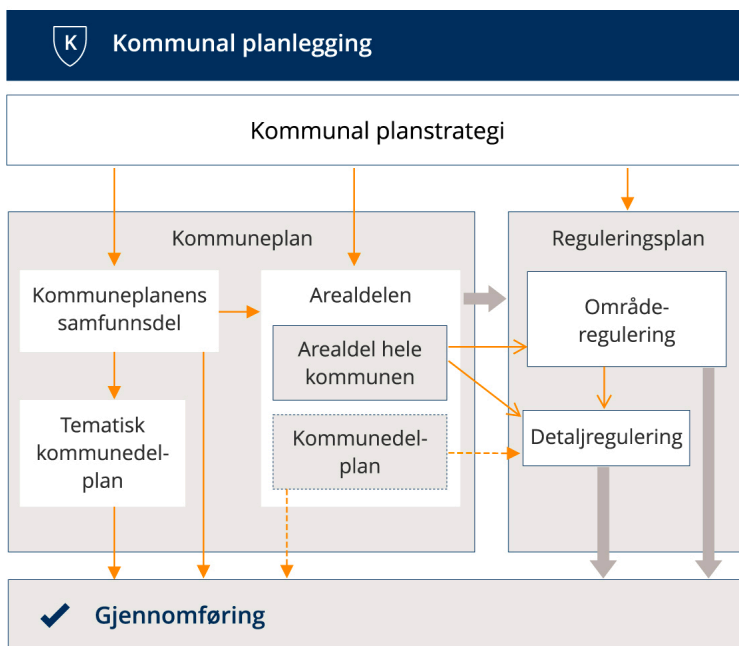 K
Kommunal planlegging
Kommunal planstrategi
Kommuneplan
Kommuneplanens
samfunnsdel
Tematisk
kommunedel-
plan
Arealdelen
Arealdel hele
kommunen
Kommunedel-
plan
Reguleringsplan
Område-
regulering
Detaljregulering
Gjennomføring